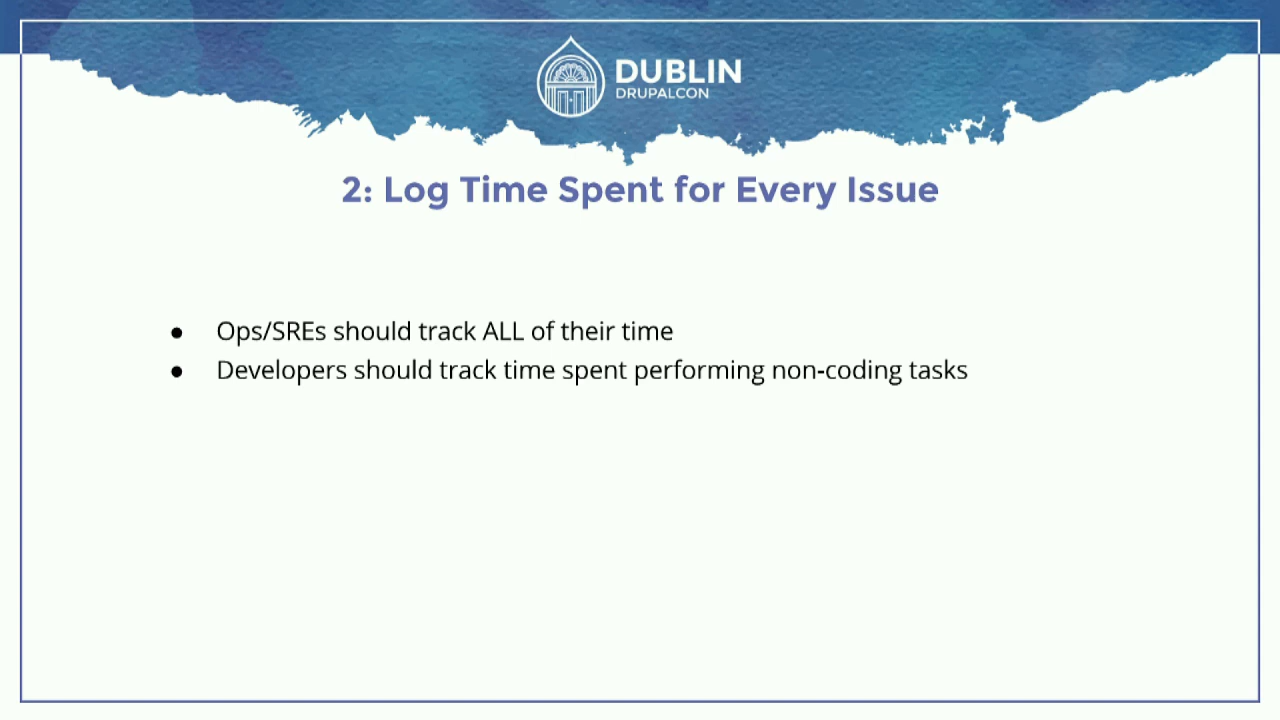 DUBLIN
DRUPALCON
2: Log Time Spent for Every Issue
● Ops/SREs should track ALL of their time
● Developers should track time spent performing non-coding tasks